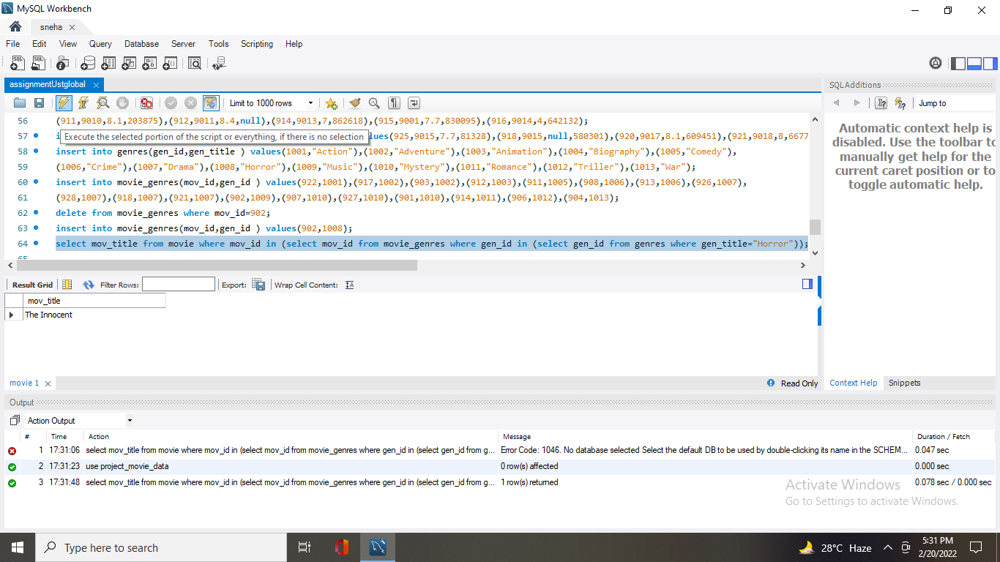 MySQL Workbench
sneha
File Edit View Query Database Server Tools Scripting Help
assignmentUstglobal
SQLAdditions
Limit to 1000 rows
Jump to
56 (911,9010,8.1,203875),(912,9011,8.4,null),(914,9013,7,862618),(915,9001,7.7,830095),(916,9014,4,642132);
Execute the selected portion of the script or everything, if there is no selection
57 i lues(925,9015,7.7,81328),(918,9015,null,580301),(920,9017,8.1,609451),(921,9018,8,6677
58 insert into genres(gen_id,gen_title ) values(1001,"Action"),(1002,"Adventure"),(1003,"Animation"),(1004,"Biography"),(1005,"Comedy"),
59 (1006,"Crime"),(1007,"Drama"),(1008,"Horror"),(1009,"Music"),(1010,"Mystery"),(1011,"Romance"),(1012,"Triller"),(1013,"War");
60 insert into movie_genres(mov_id,gen_id ) values(922,1001),(917,1002),(903,1002),(912,1003),(911,1005),(908,1006),(913,1006),(926,1007),
61 (928,1007),(918,1007),(921,1007),(902,1009),(907,1010),(927,1010),(901,1010),(914,1011),(906,1012),(904,1013);
62 delete from movie_genres where mov_id=902;
63 insert into movie_genres(mov_id,gen_id ) values(902,1008);
64 select mov_title from movie where mov_id in (select mov_id from movie_genres where gen_id in (select gen_id from genres where gen_title="Horror"));
65
Automatic context help is
disabled. Use the toolbar to
manually get help for the
current caret position or to
toggle automatic help.
Result Grid Filter Rows: Export: Wrap Cell Content:
mov_title
The Innocent
movie 1
Read Only
Context Help Snippets
Output
Action Output
# Time Action Message Duration / Fetch
1 17:31:06 select mov_title from movie where mov_id in (select mov_id from movie_genres where gen_id in (select gen_id from g... Error Code: 1046. No database selected Select the default DB to be used by double-clicking its name in the SCHEM... 0.047 sec
2 17:31:23 use project_movie_data 0 row(s) affected 0.000 sec
3 17:31:48 select mov_title from movie where mov_id in (select mov_id from movie_genres where gen_id in (select gen_id from g... 1 row(s) returned 0.078 sec / 0.000 sec
Activate Windows
Go to Settings to activate Windows.
Type here to search
28°C Haze
5:31 PM
2/20/2022